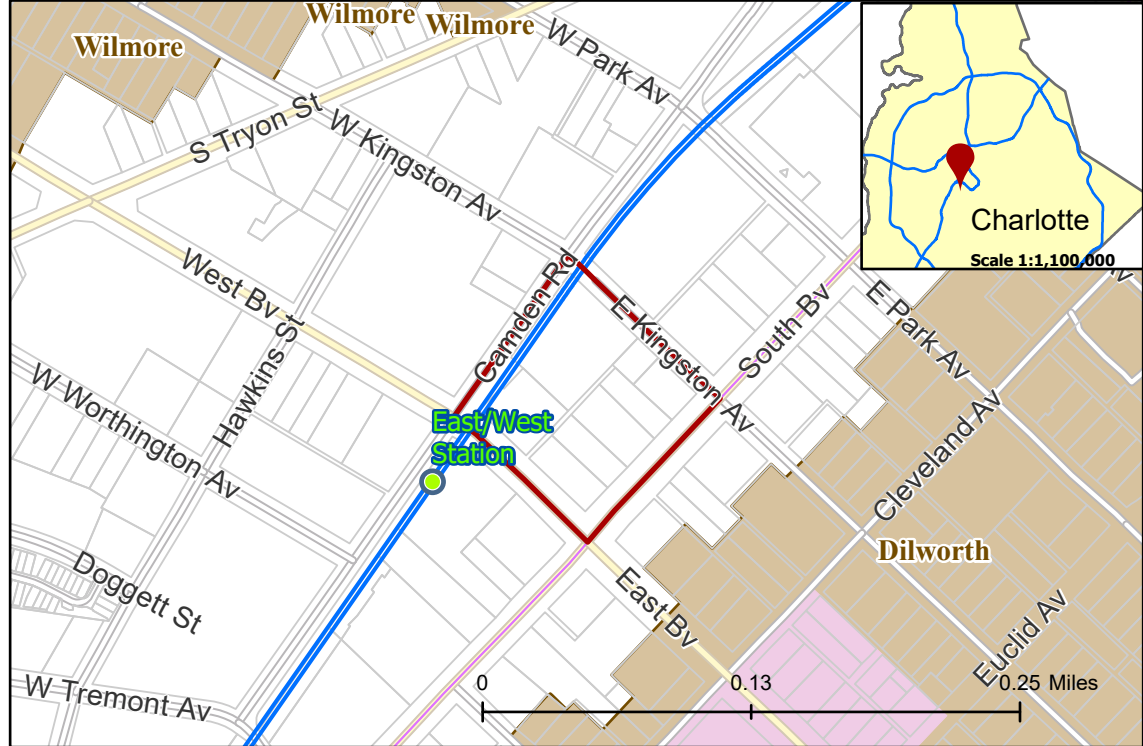 Wilmore
Wilmore
Wilmore
W Park Av
S Tryon St
W Kingston Av
Charlotte
Scale 1:1,100,000
Av
West Bv
Camden Rd
E Kingston Av
South Bv
E Park Av
Hawkins St
W Worthington Av
East/West
Station
Cleveland Av
Dilworth
Doggett St
East Bv
Euclid Av
W Tremont Av
0
0.13
0.25 Miles